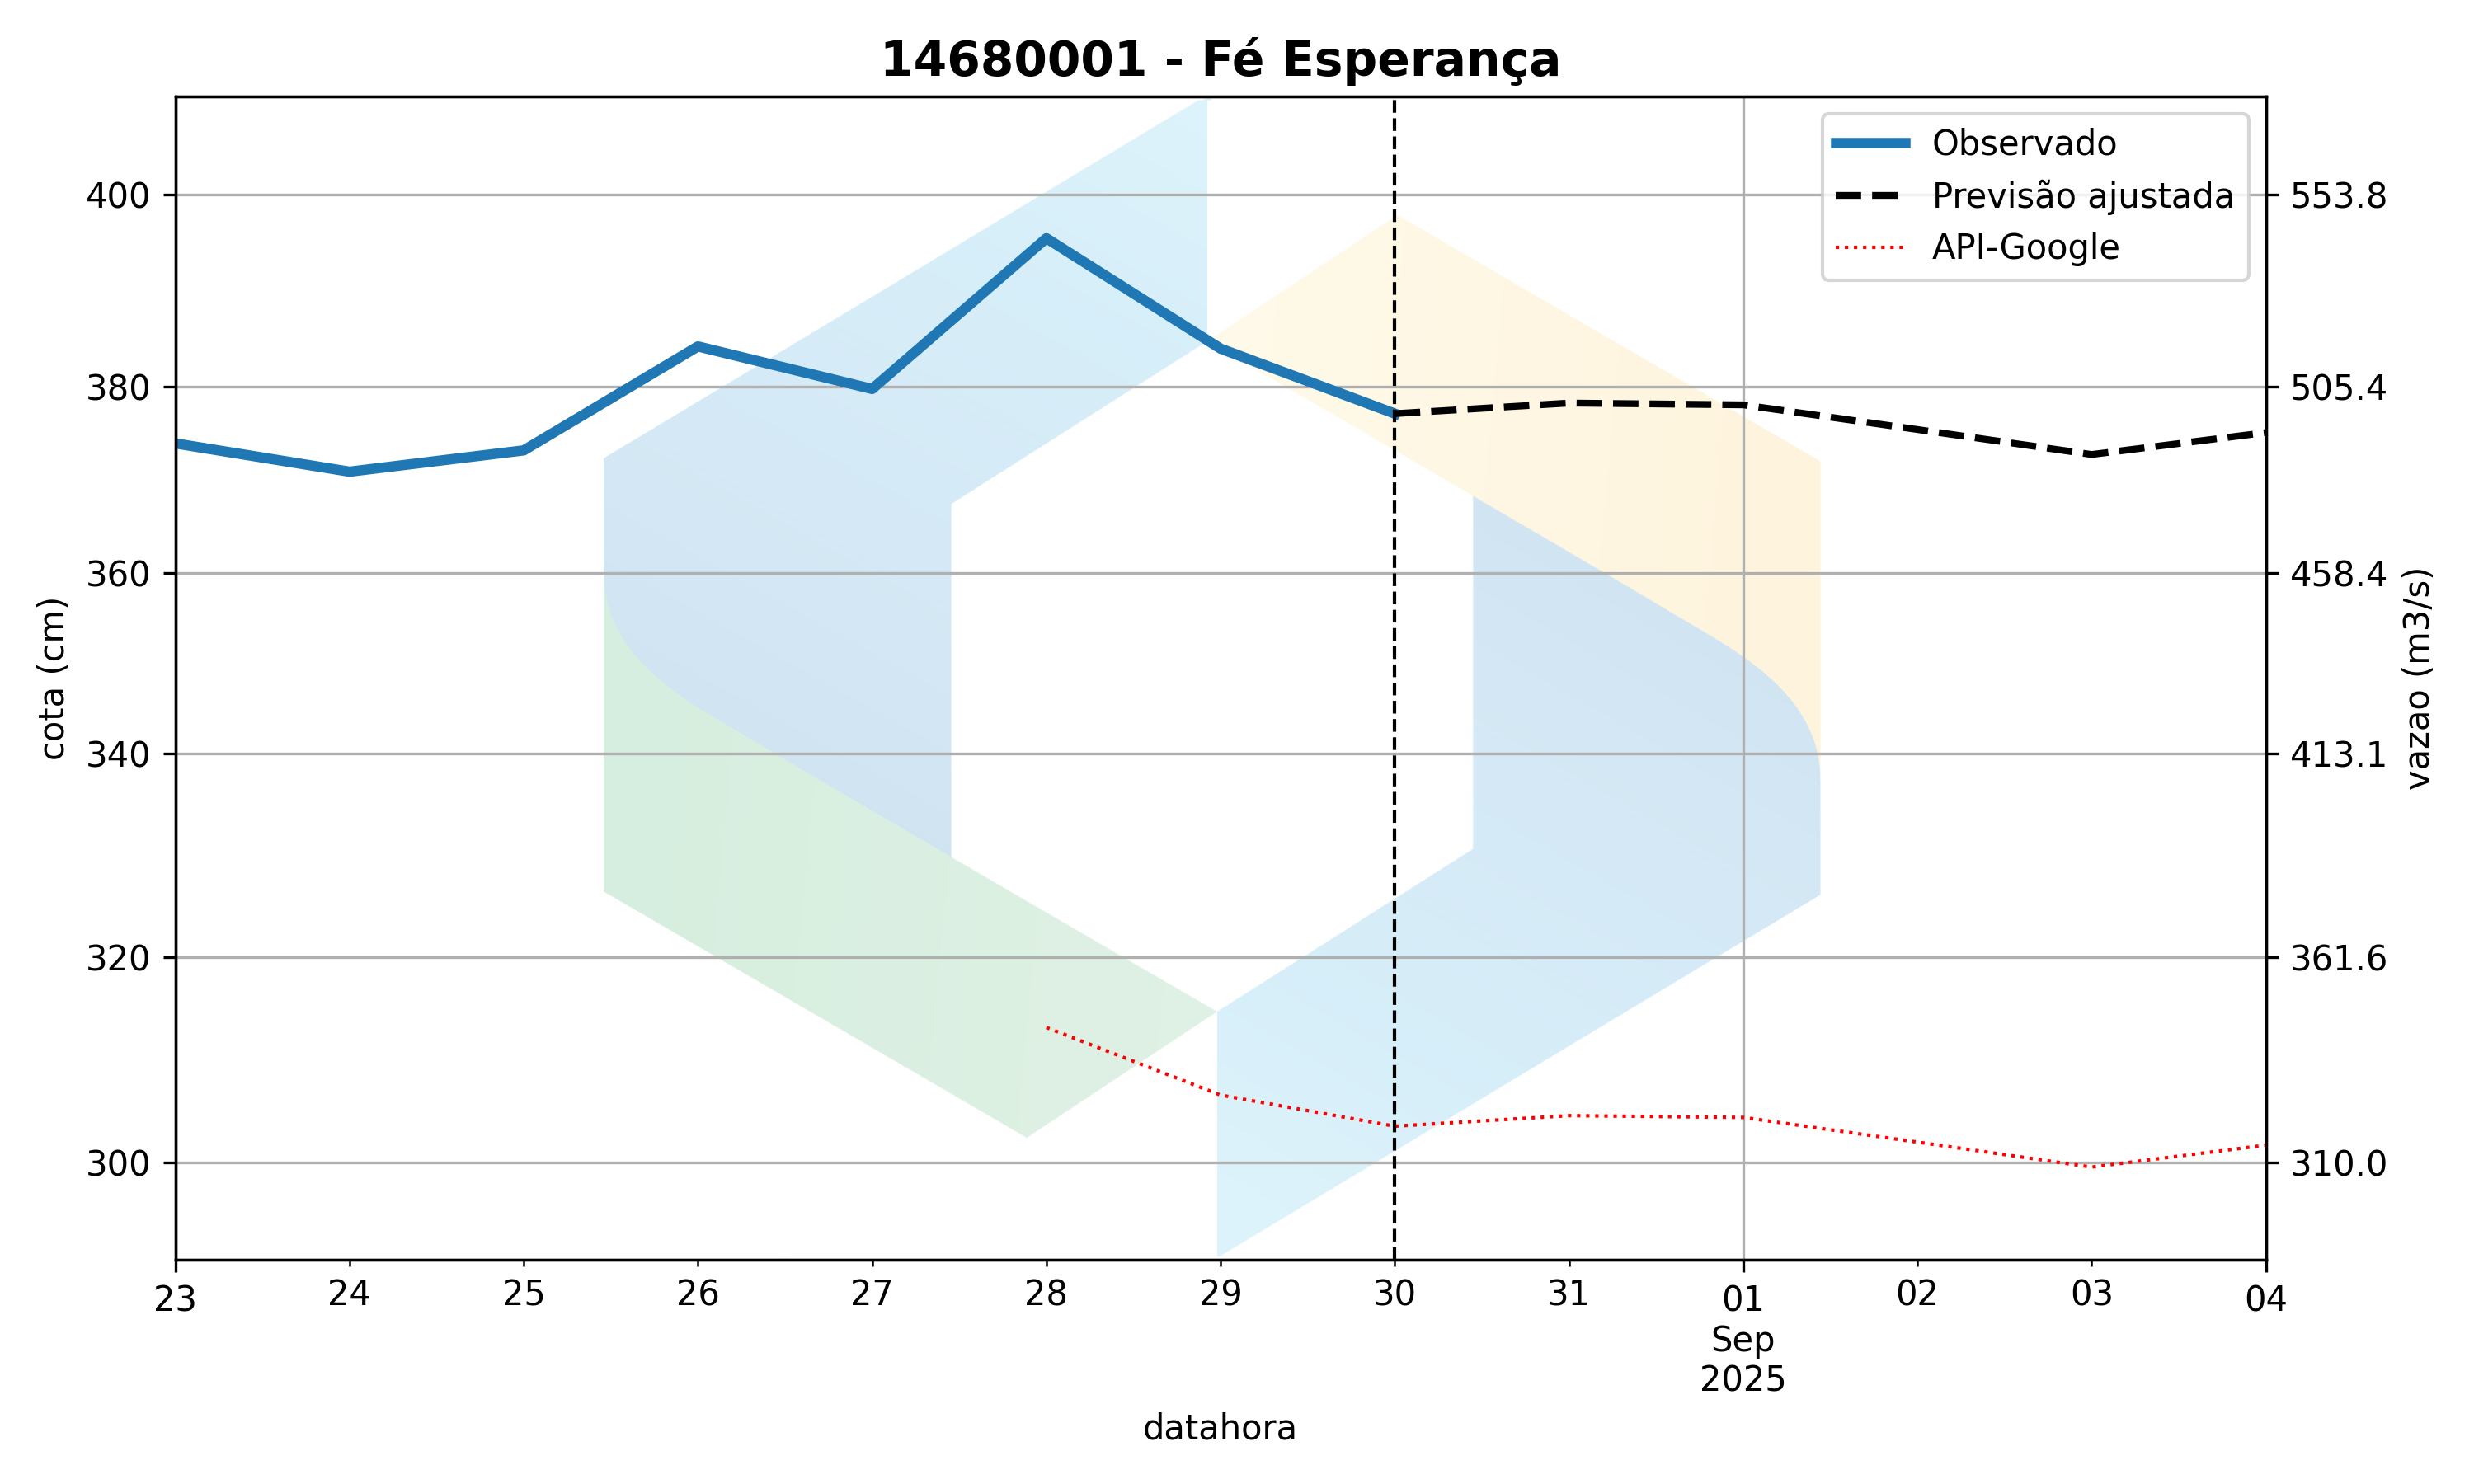 14680001 - Fé Esperança
Observado
Previsão ajustada
API-Google
400
380
360
340
320
300
cota (cm)
553.8
505.4
458.4
413.1
361.6
310.0
vazao (m3/s)
23 24 25 26 27 28 29 30 31 01 02 03 04
Sep
2025
datahora